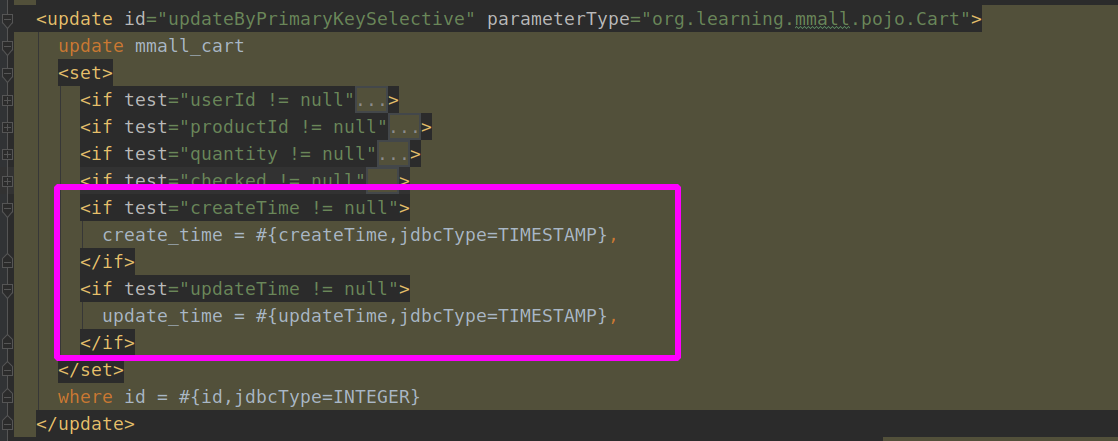 <update id="updateByPrimaryKeySelective" parameterType="org.learning.mmall.pojo.Cart">
update mmall_cart
<set>
<if test="userId != null"...>
<if test="productId != null"...>
<if test="quantity != null"...>
<if test="checked != null"...>
<if test="createTime != null">
create_time = #{createTime,jdbcType=TIMESTAMP},
</if>
<if test="updateTime != null">
update_time = #{updateTime,jdbcType=TIMESTAMP},
</if>
</set>
where id = #{id,jdbcType=INTEGER}
</update>